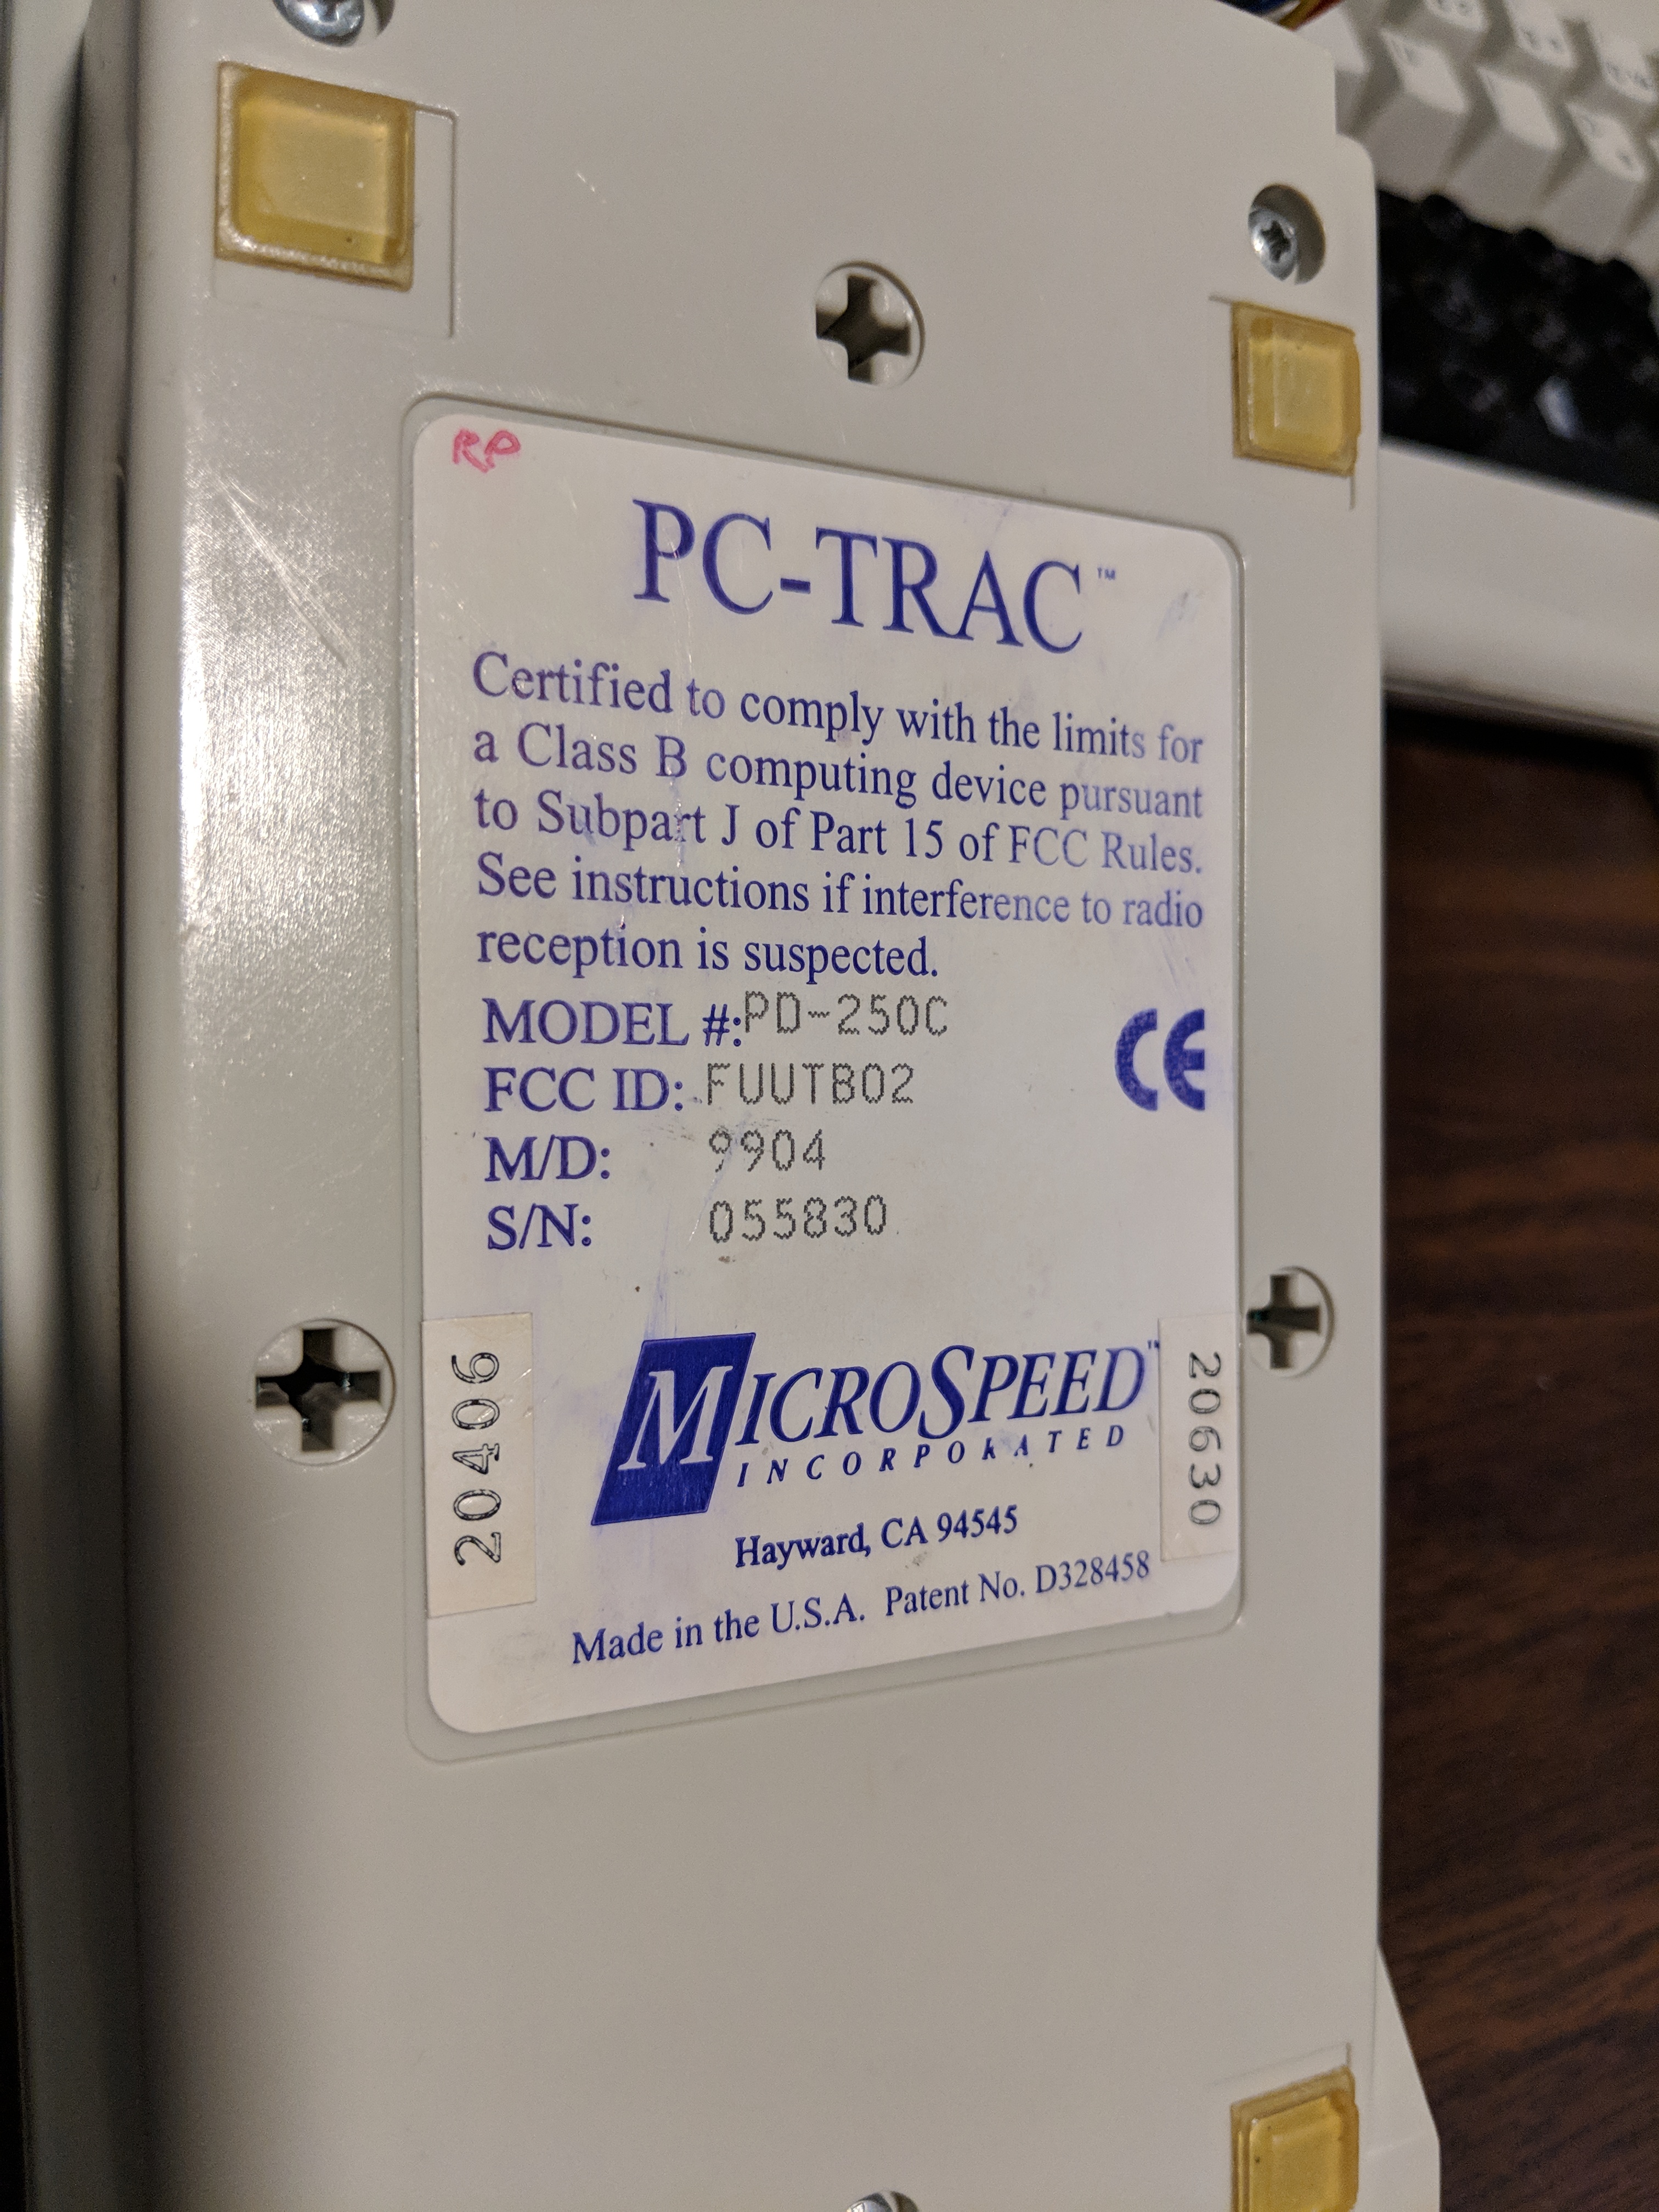 RP
PC-TRAC™
Certified to comply with the limits for
a Class B computing device pursuant
to Subpart J of Part 15 of FCC Rules.
See instructions if interference to radio
reception is suspected.
MODEL #: PD-250C
FCC ID: FUUTB02
CE
M/D: 9904
S/N: 055830
20406
MICROSPEED™
INCORPORATED
20630
Hayward, CA 94545
Made in the U.S.A. Patent No. D328458